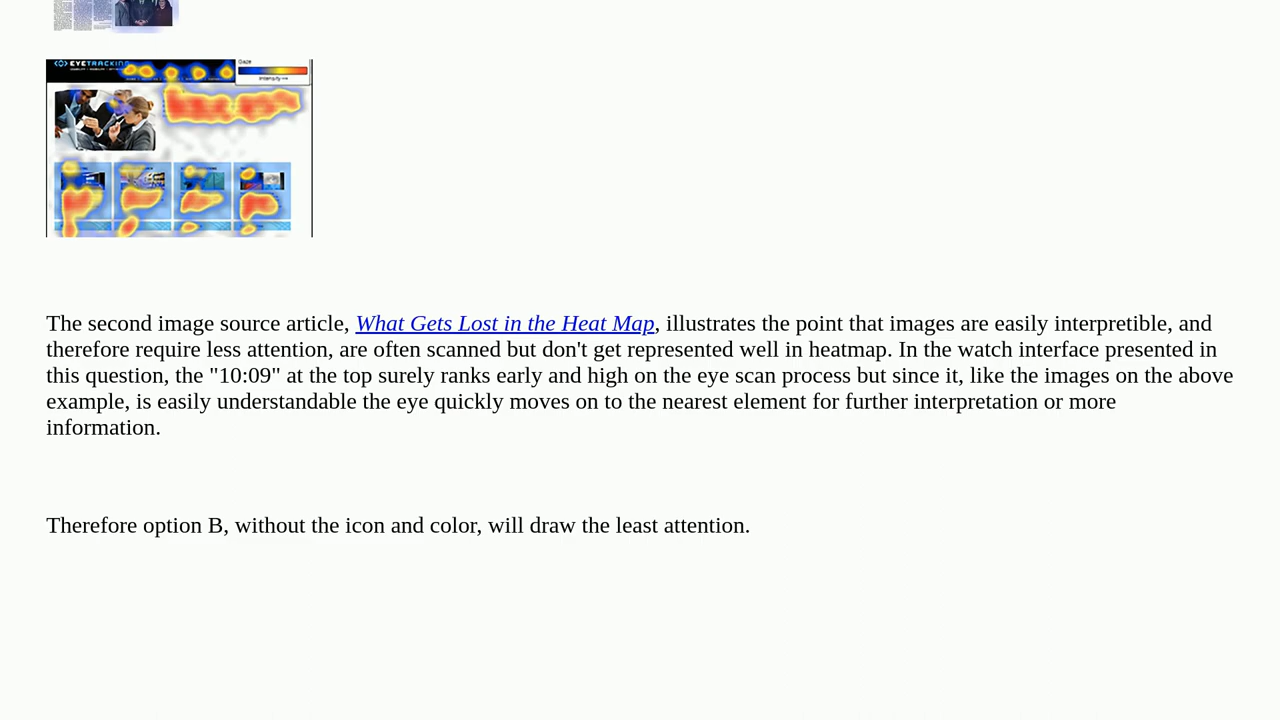 EYETRACKING
Gaze
Intensity
The second image source article, What Gets Lost in the Heat Map, illustrates the point that images are easily interpretible, and
therefore require less attention, are often scanned but don't get represented well in heatmap. In the watch interface presented in
this question, the "10:09" at the top surely ranks early and high on the eye scan process but since it, like the images on the above
example, is easily understandable the eye quickly moves on to the nearest element for further interpretation or more
information.
Therefore option B, without the icon and color, will draw the least attention.